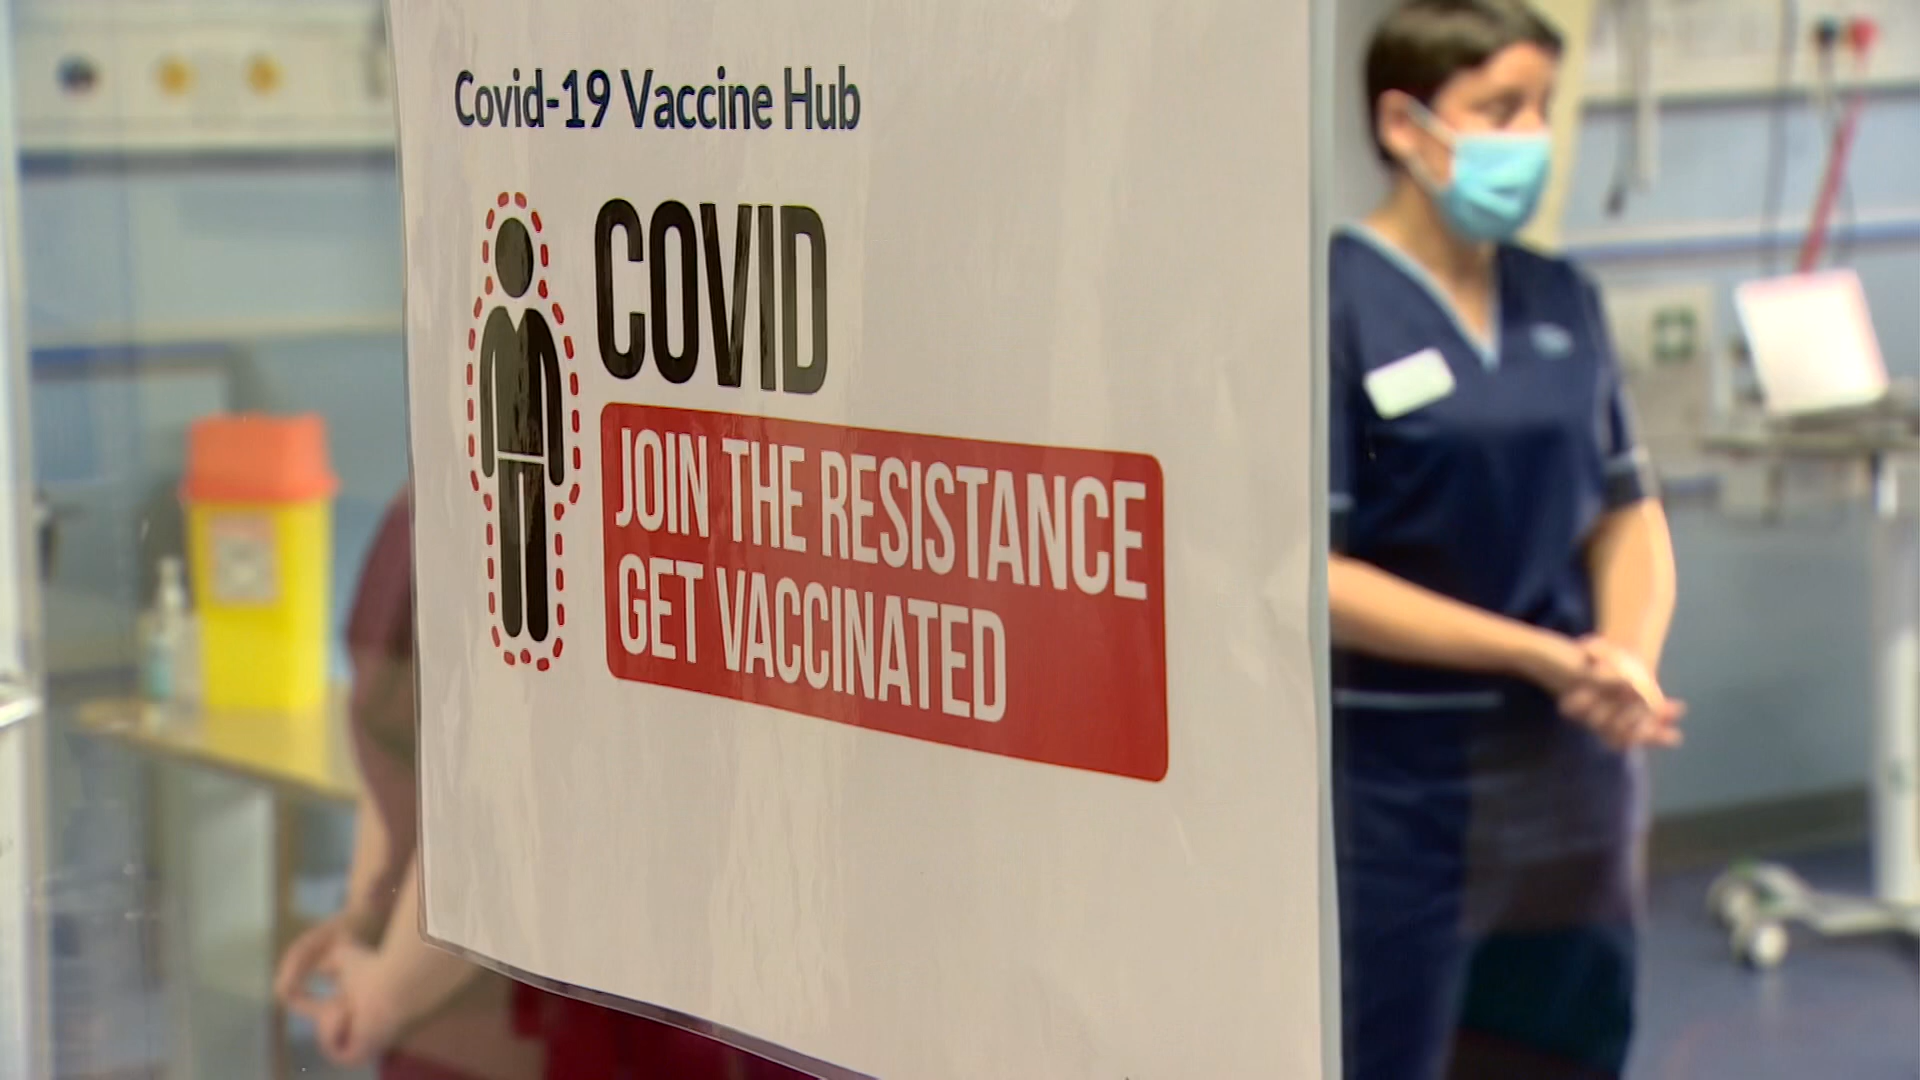 Covid-19 Vaccine Hub
COVID
JOIN THE RESISTANCE
GET VACCINATED